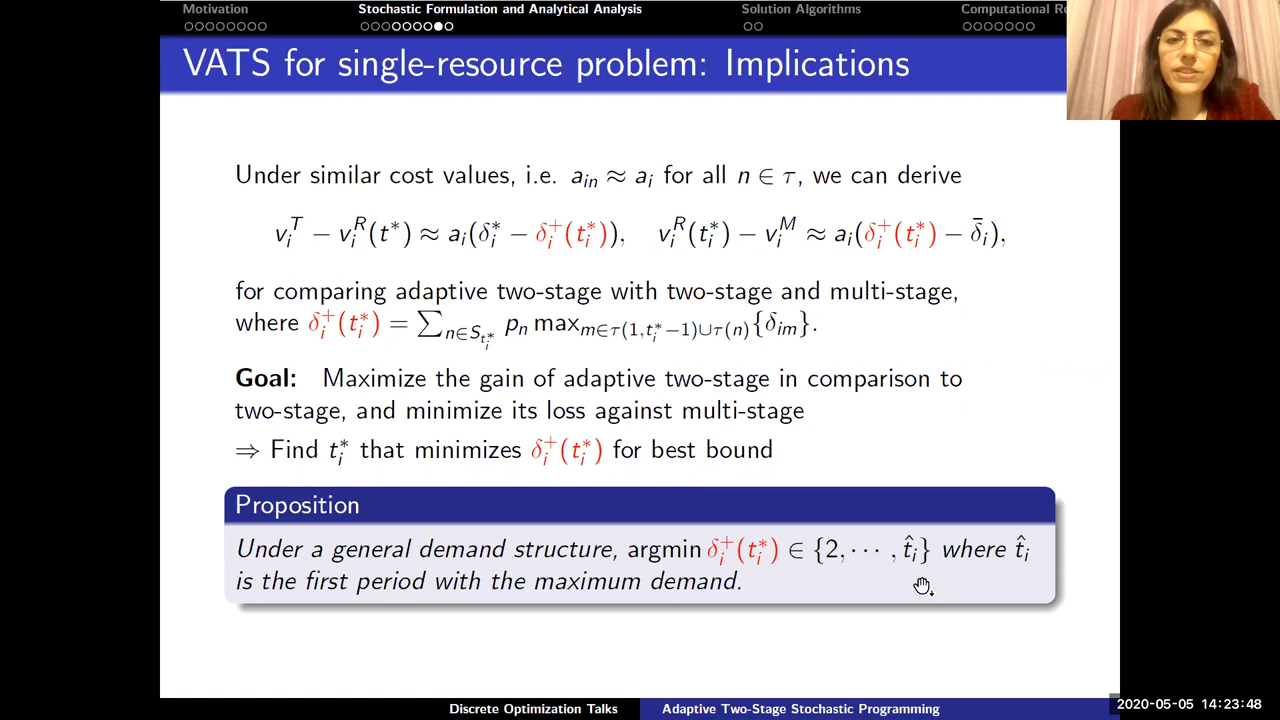 Motivation
Stochastic Formulation and Analytical Analysis
Solution Algorithms
Computational R
VATS for single-resource problem: Implications
Under similar cost values, i.e. a_{in} ≈ a_i for all n ∈ τ, we can derive
v_i^T − v_i^R(t*) ≈ a_i(δ_i^* − δ_i^+(t_i^*)), v_i^R(t_i^*) − v_i^M ≈ a_i(δ_i^+(t_i^*) − δ̄_i),
for comparing adaptive two-stage with two-stage and multi-stage,
where δ_i^+(t_i^*) = ∑_{n∈S_{t_i^*}} p_n max_{m∈τ(1,t_i^*−1)∪τ(n)}{δ_{im}}.
Goal: Maximize the gain of adaptive two-stage in comparison to
two-stage, and minimize its loss against multi-stage
⇒ Find t_i^* that minimizes δ_i^+(t_i^*) for best bound
Proposition
Under a general demand structure, argmin δ_i^+(t_i^*) ∈ {2, ⋯ , t̂_i} where t̂_i
is the first period with the maximum demand.
Discrete Optimization Talks
Adaptive Two-Stage Stochastic Programming
2020-05-05 14:23:48